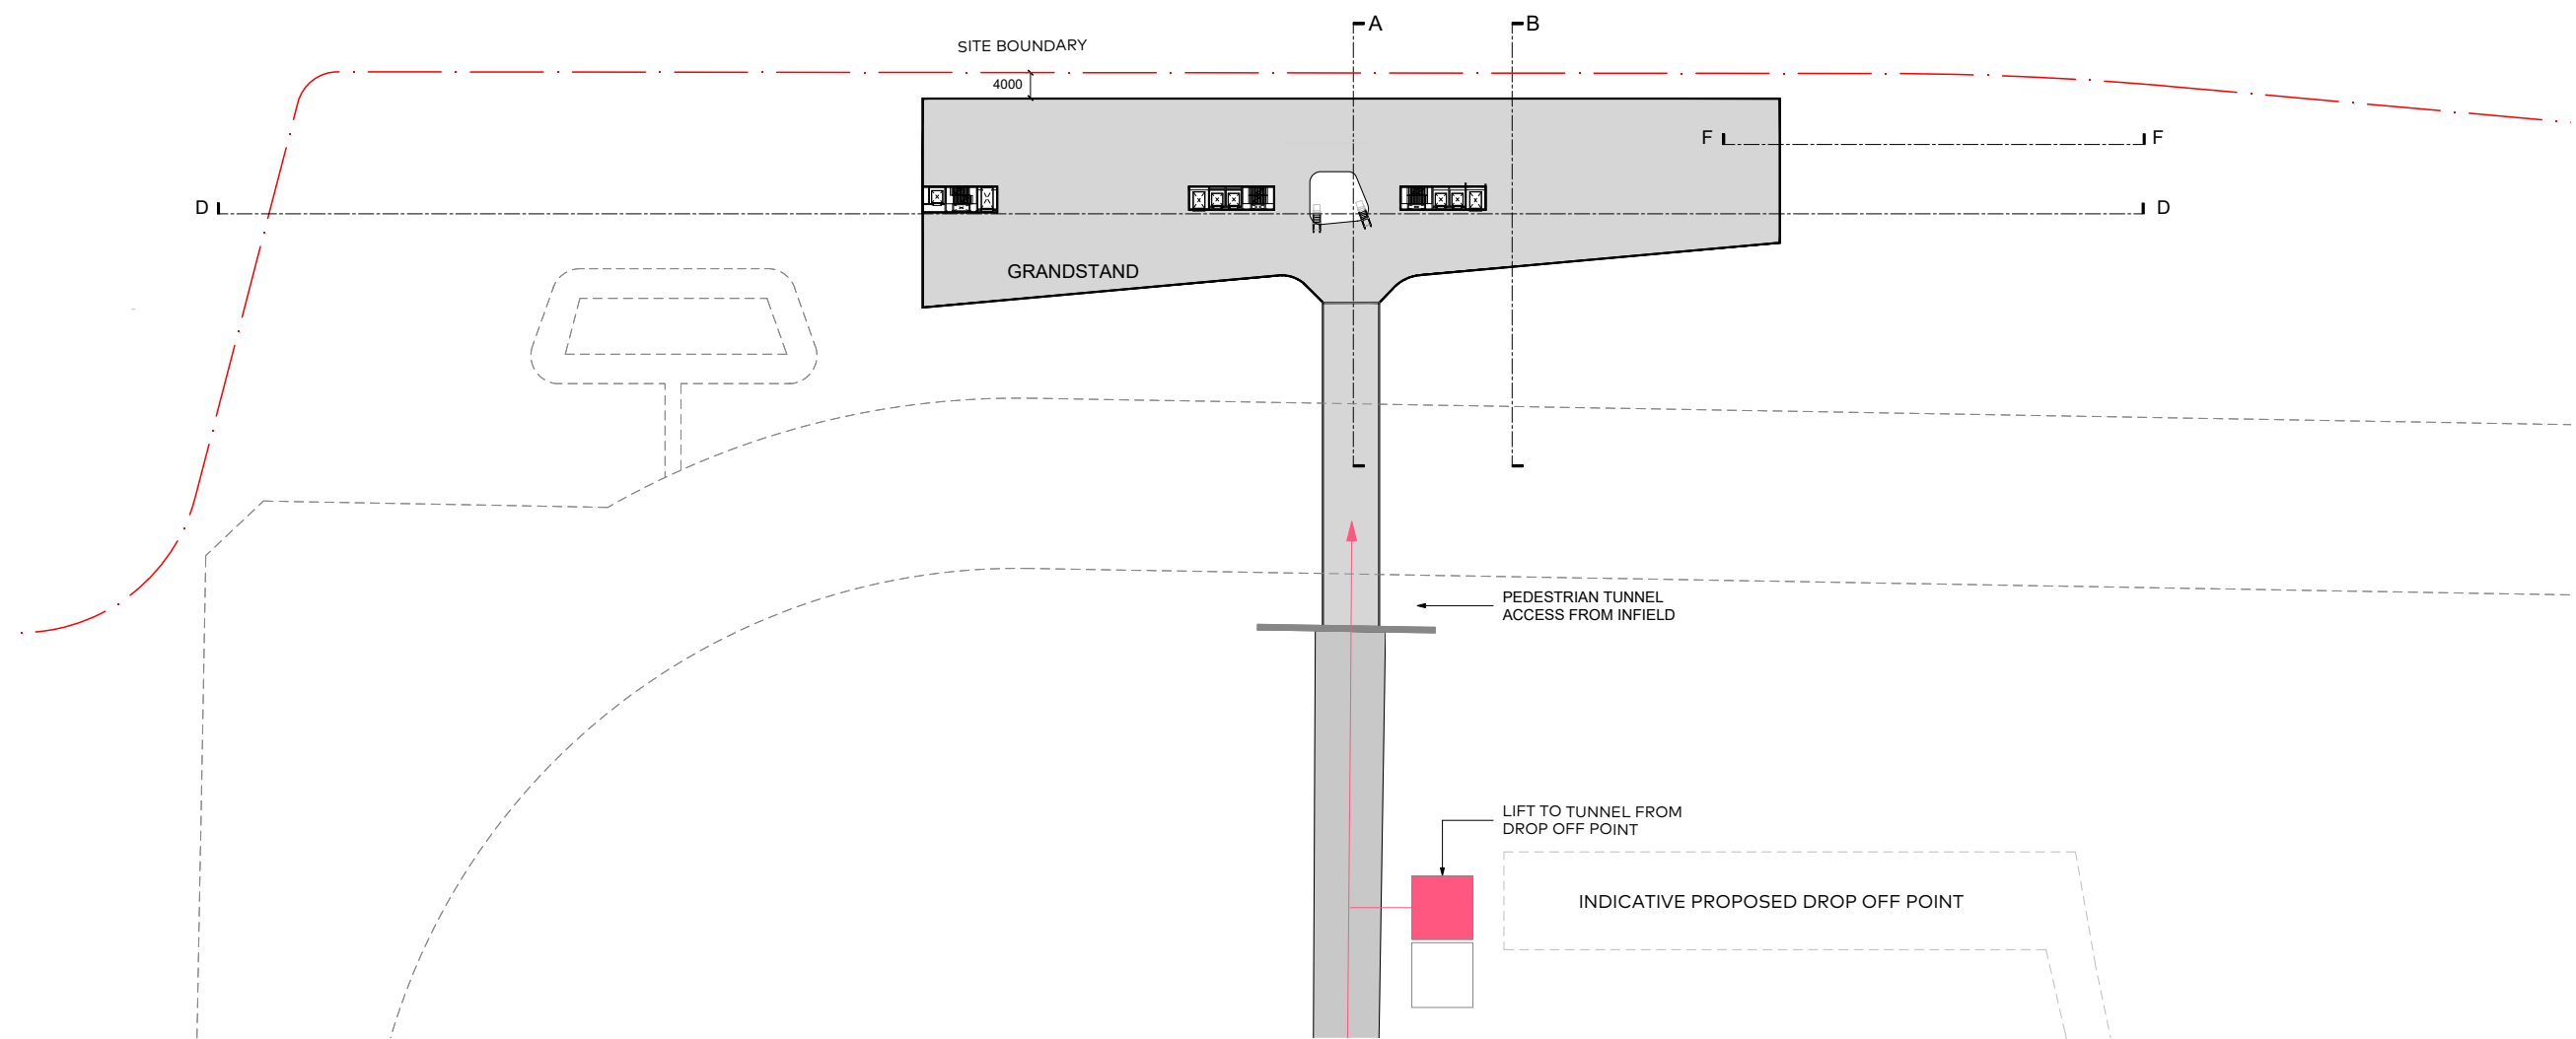 A
B
SITE BOUNDARY
4000
F
F
D
D
GRANDSTAND
PEDESTRIAN TUNNEL
ACCESS FROM INFIELD
LIFT TO TUNNEL FROM
DROP OFF POINT
INDICATIVE PROPOSED DROP OFF POINT